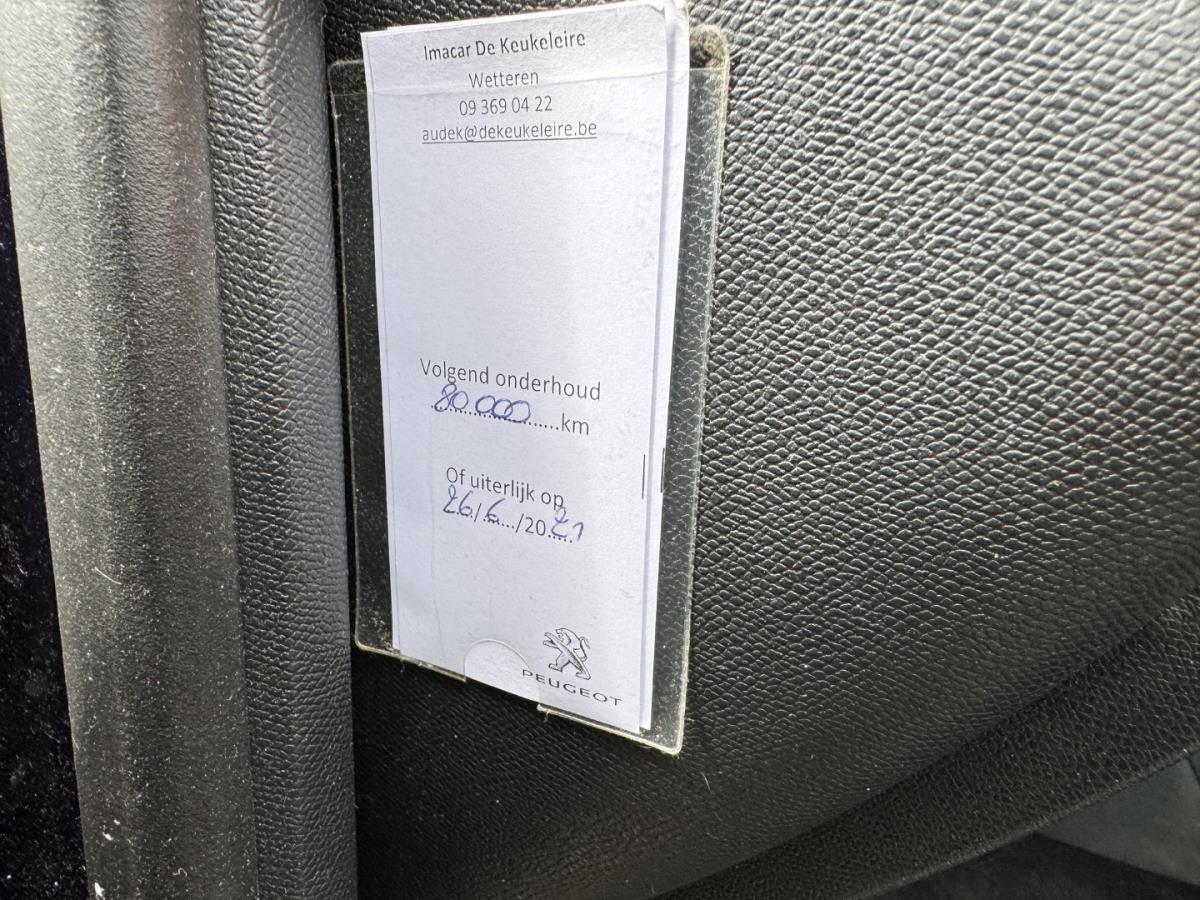 Imacar De Keukeleire
Wetteren
09 369 04 22
audek@dekeukeleire.be
Volgend onderhoud
80.000 km
Of uiterlijk op
26/6/2021
PEUGEOT